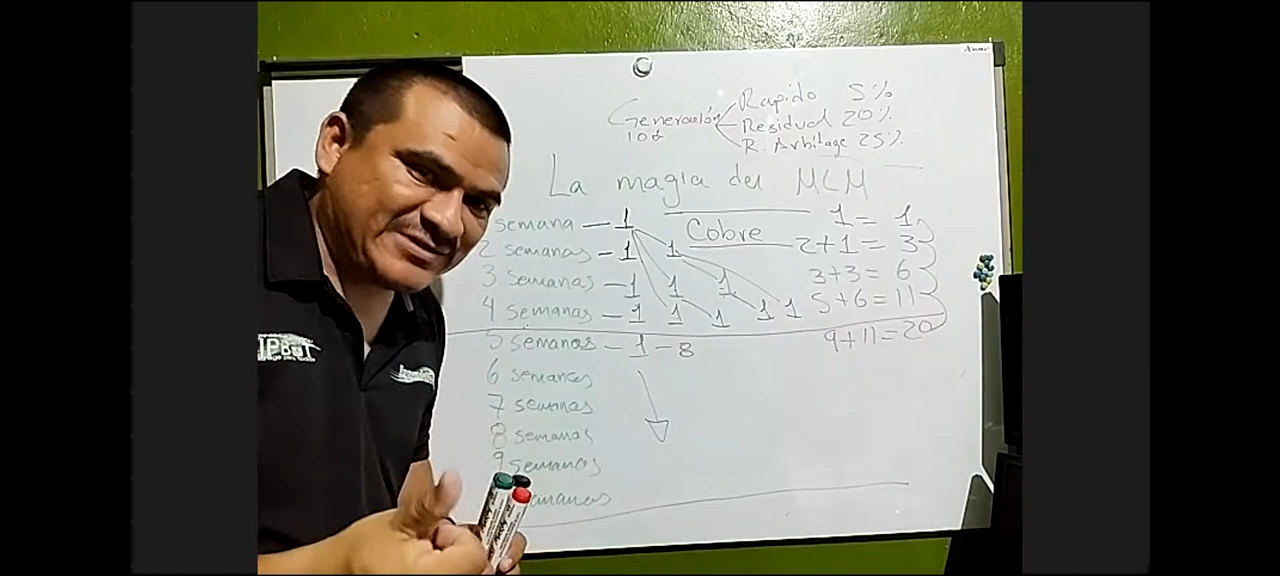 Generación Rapido 5%
10$ Residual 20%
R. Arbitage 25%
La magia del MLM
semana — 1 1 = 1
2 semanas — 1 1 Cobre 2+1 = 3
3 semanas — 1 1 1 3+3 = 6
4 semanas — 1 1 1 1 1 5+6 = 11
5 semanas — 1 — 8 9+11 = 20
6 semanas
7 semanas
8 semanas
9 semanas
semanas
IPBOT